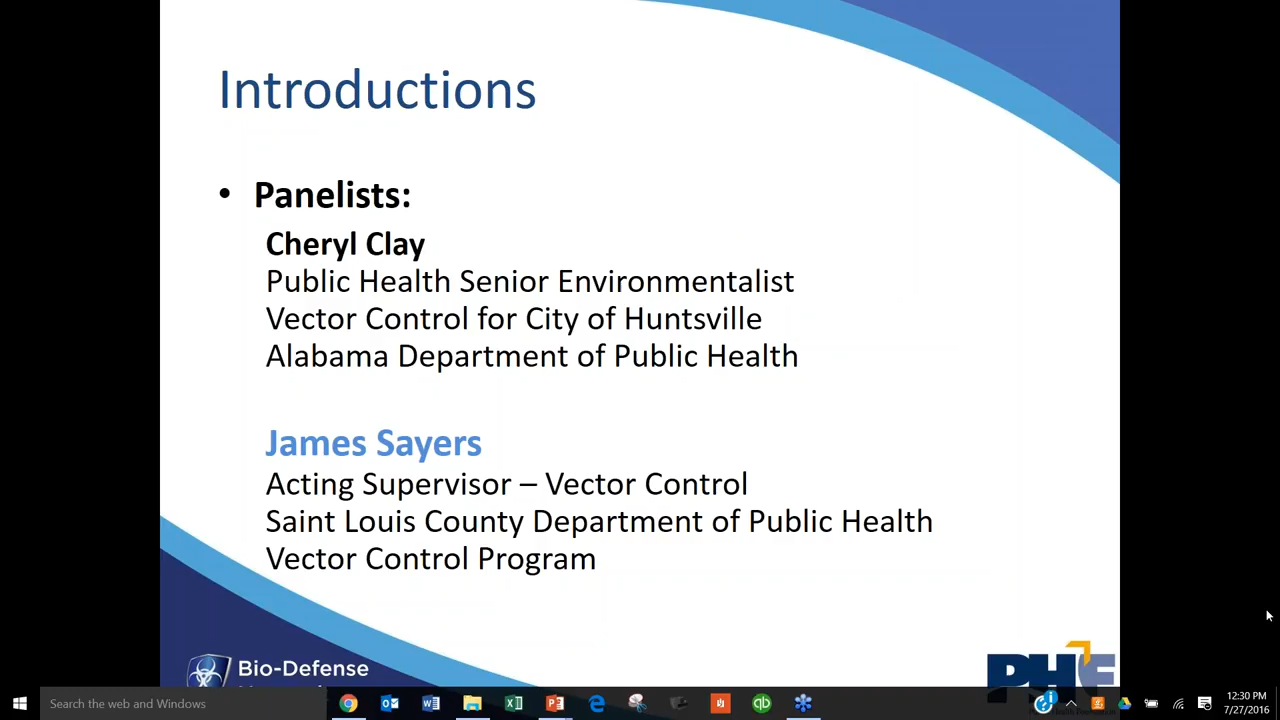 Introductions
• Panelists:
Cheryl Clay
Public Health Senior Environmentalist
Vector Control for City of Huntsville
Alabama Department of Public Health
James Sayers
Acting Supervisor – Vector Control
Saint Louis County Department of Public Health
Vector Control Program
Bio-Defense
PHE
Search the web and Windows
12:30 PM
7/27/2016